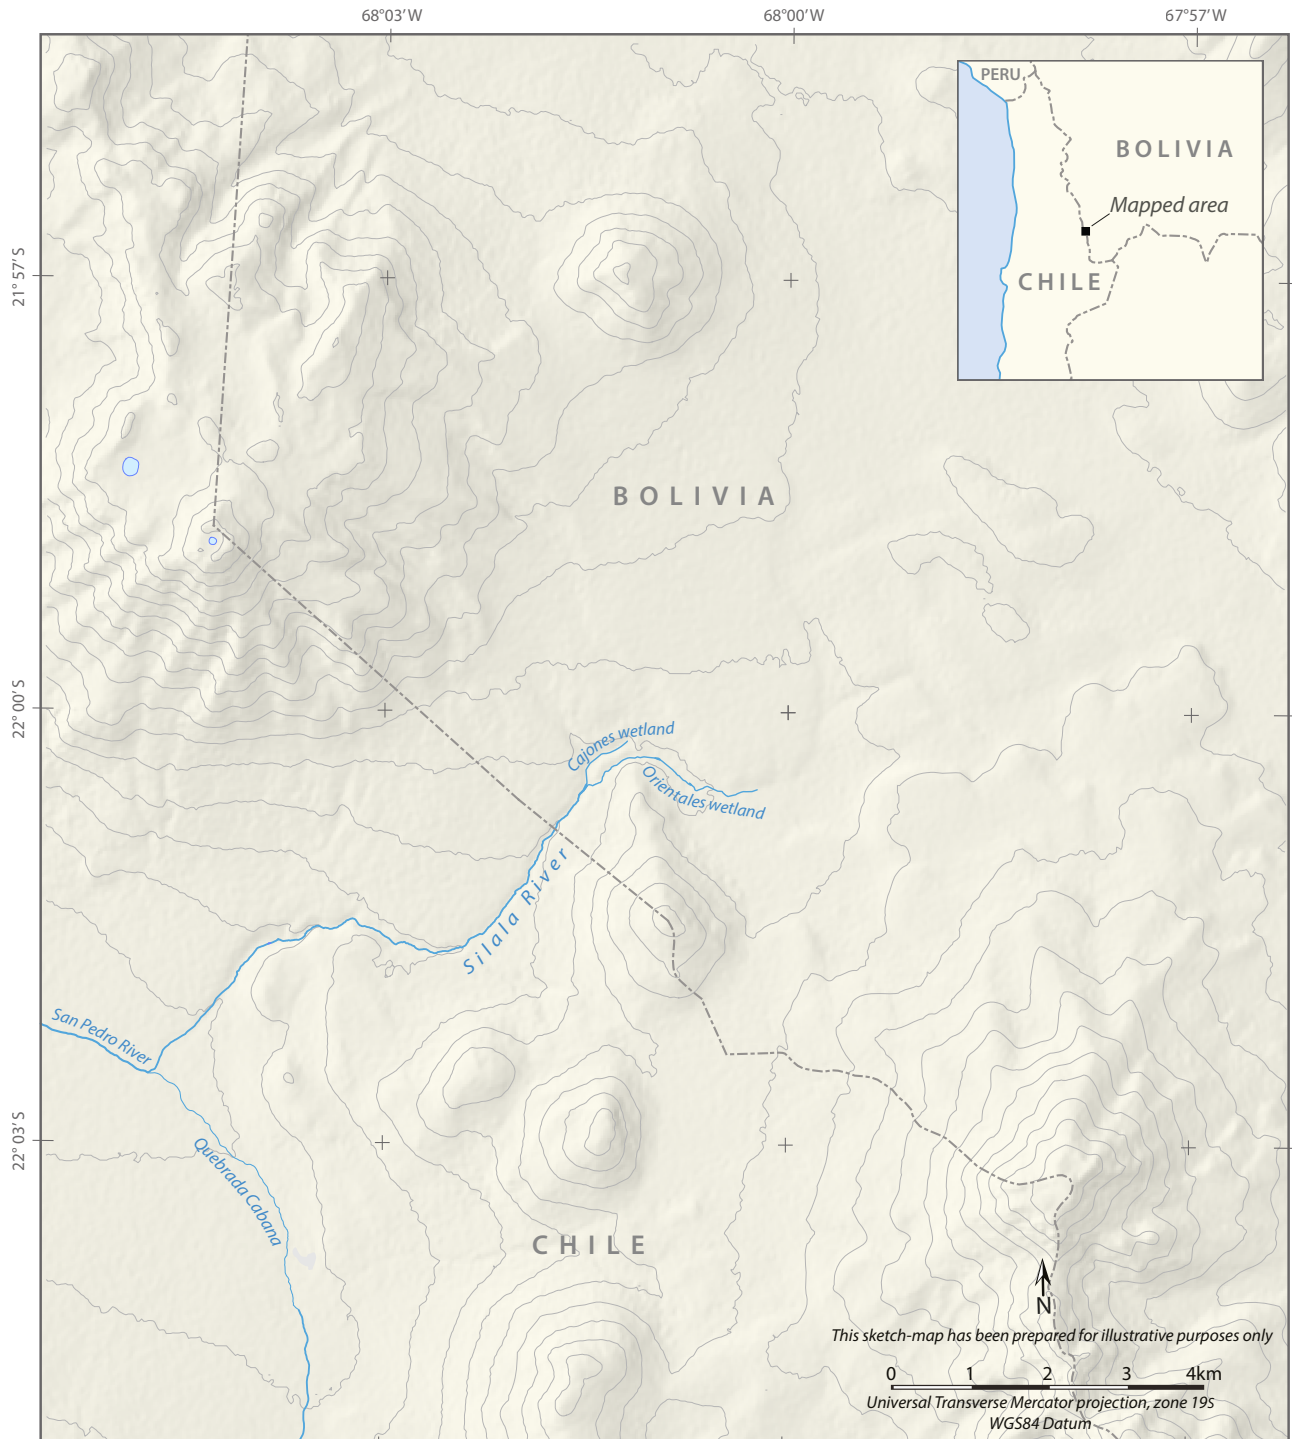 68°03′W 68°00′W 67°57′W
PERU
BOLIVIA
Mapped area
CHILE
21°57′S
BOLIVIA
22°00′S
Cajones wetland
Orientales wetland
Silala River
San Pedro River
Quebrada Cabana
22°03′S
CHILE
N
This sketch-map has been prepared for illustrative purposes only
0 1 2 3 4km
Universal Transverse Mercator projection, zone 19S
WGS84 Datum